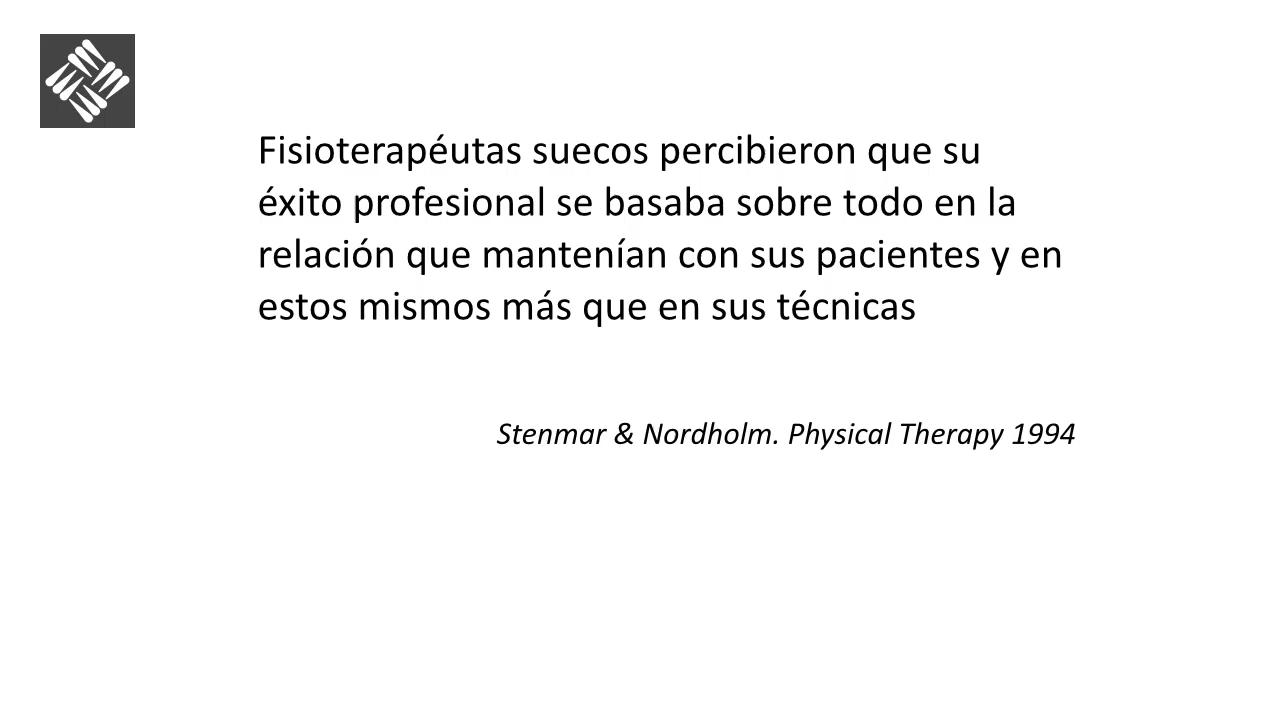 Fisioterapéutas suecos percibieron que su
éxito profesional se basaba sobre todo en la
relación que mantenían con sus pacientes y en
estos mismos más que en sus técnicas
Stenmar & Nordholm. Physical Therapy 1994